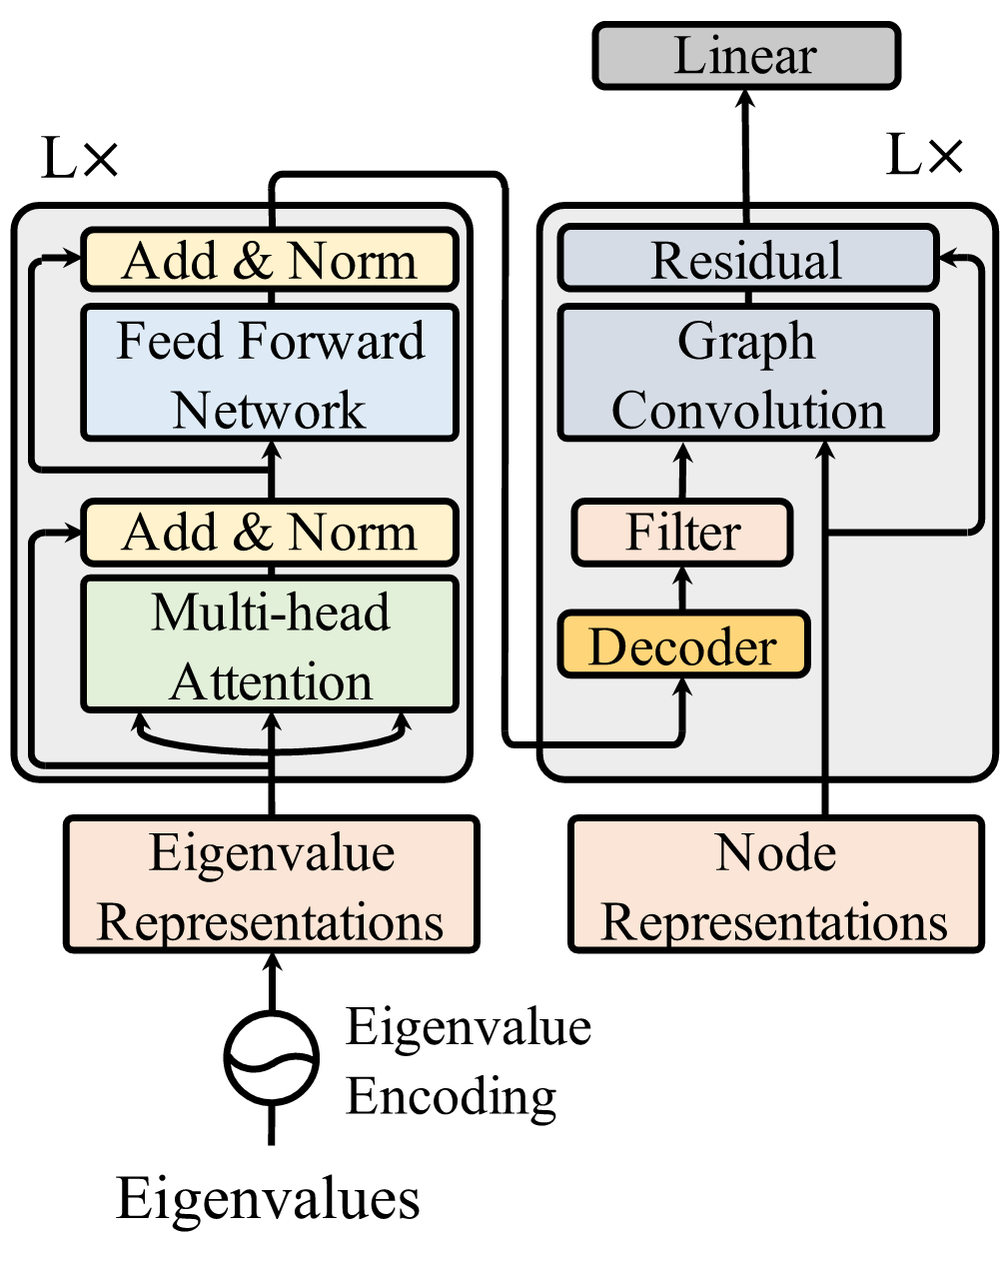 Linear
L×
L×
Add & Norm
Feed Forward
Network
Add & Norm
Multi-head
Attention
Eigenvalue
Representations
Eigenvalue
Encoding
Eigenvalues
Residual
Graph
Convolution
Filter
Decoder
Node
Representations